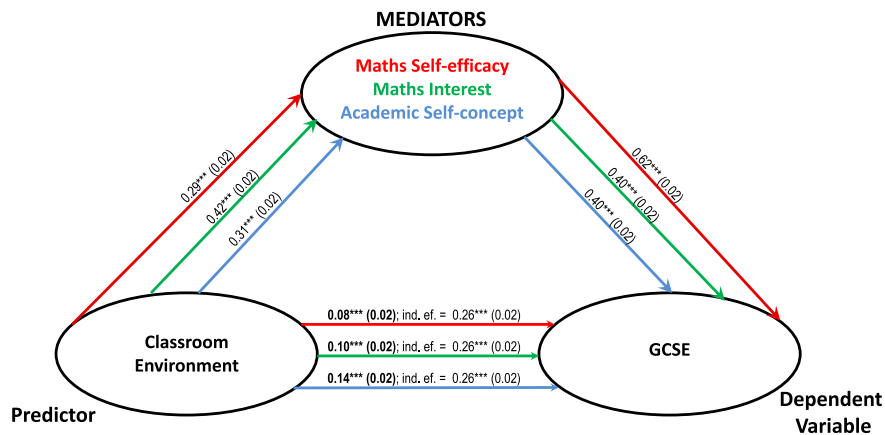 MEDIATORS
Maths Self-efficacy
Maths Interest
Academic Self-concept
0.29*** (0.02)
0.42*** (0.02)
0.31*** (0.02)
0.62*** (0.02)
0.40*** (0.02)
0.40*** (0.02)
0.08*** (0.02); ind. ef. = 0.26*** (0.02)
Classroom
Environment
0.10*** (0.02); ind. ef. = 0.26*** (0.02)
GCSE
0.14*** (0.02); ind. ef. = 0.26*** (0.02)
Predictor
Dependent
Variable